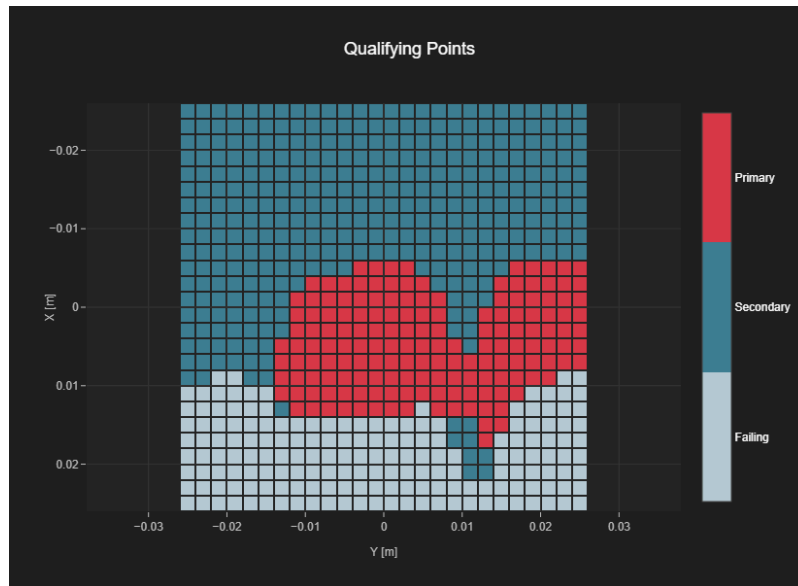 Qualifying Points
−0.02
−0.01
0
0.01
0.02
X [m]
−0.03
−0.02
−0.01
0
0.01
0.02
0.03
Y [m]
Primary
Secondary
Failing